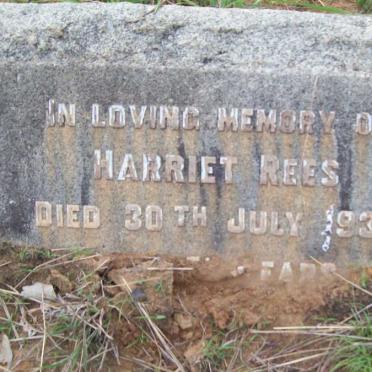 IN LOVING MEMORY O
HARRIET REES
DIED 30TH JULY 193